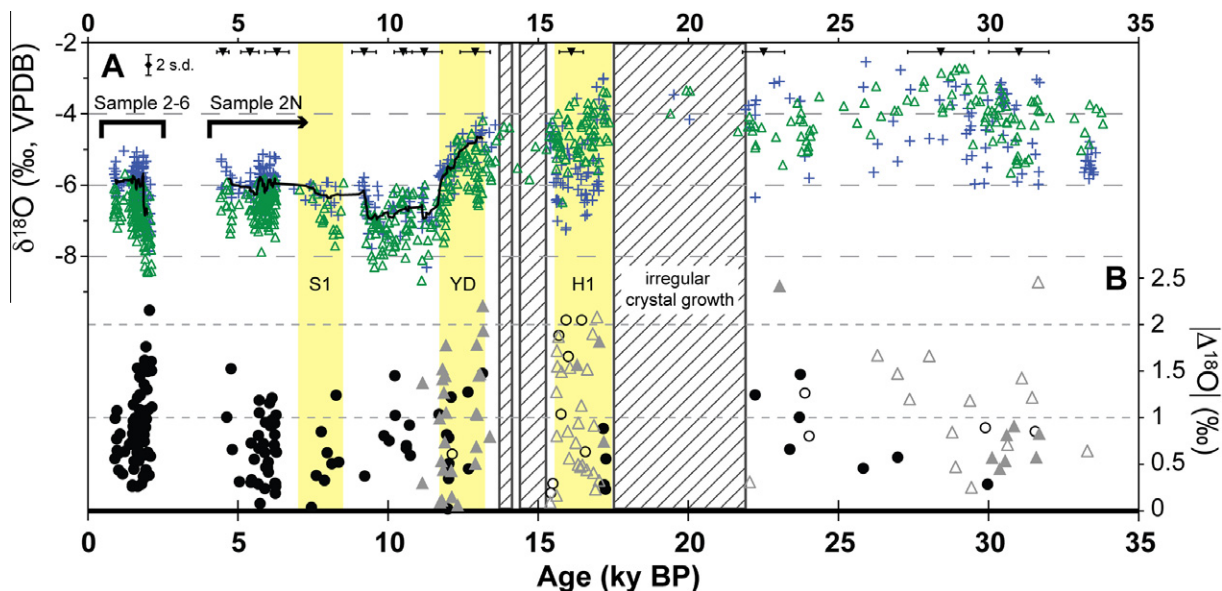 0 5 10 15 20 25 30 35
-2
-4
-6
-8
δ¹⁸O (‰, VPDB)
A
2 s.d.
Sample 2-6
Sample 2N
S1
YD
H1
irregular
crystal growth
B
2.5
2
1.5
1
0.5
0
|Δ¹⁸O| (‰)
0 5 10 15 20 25 30 35
Age (ky BP)